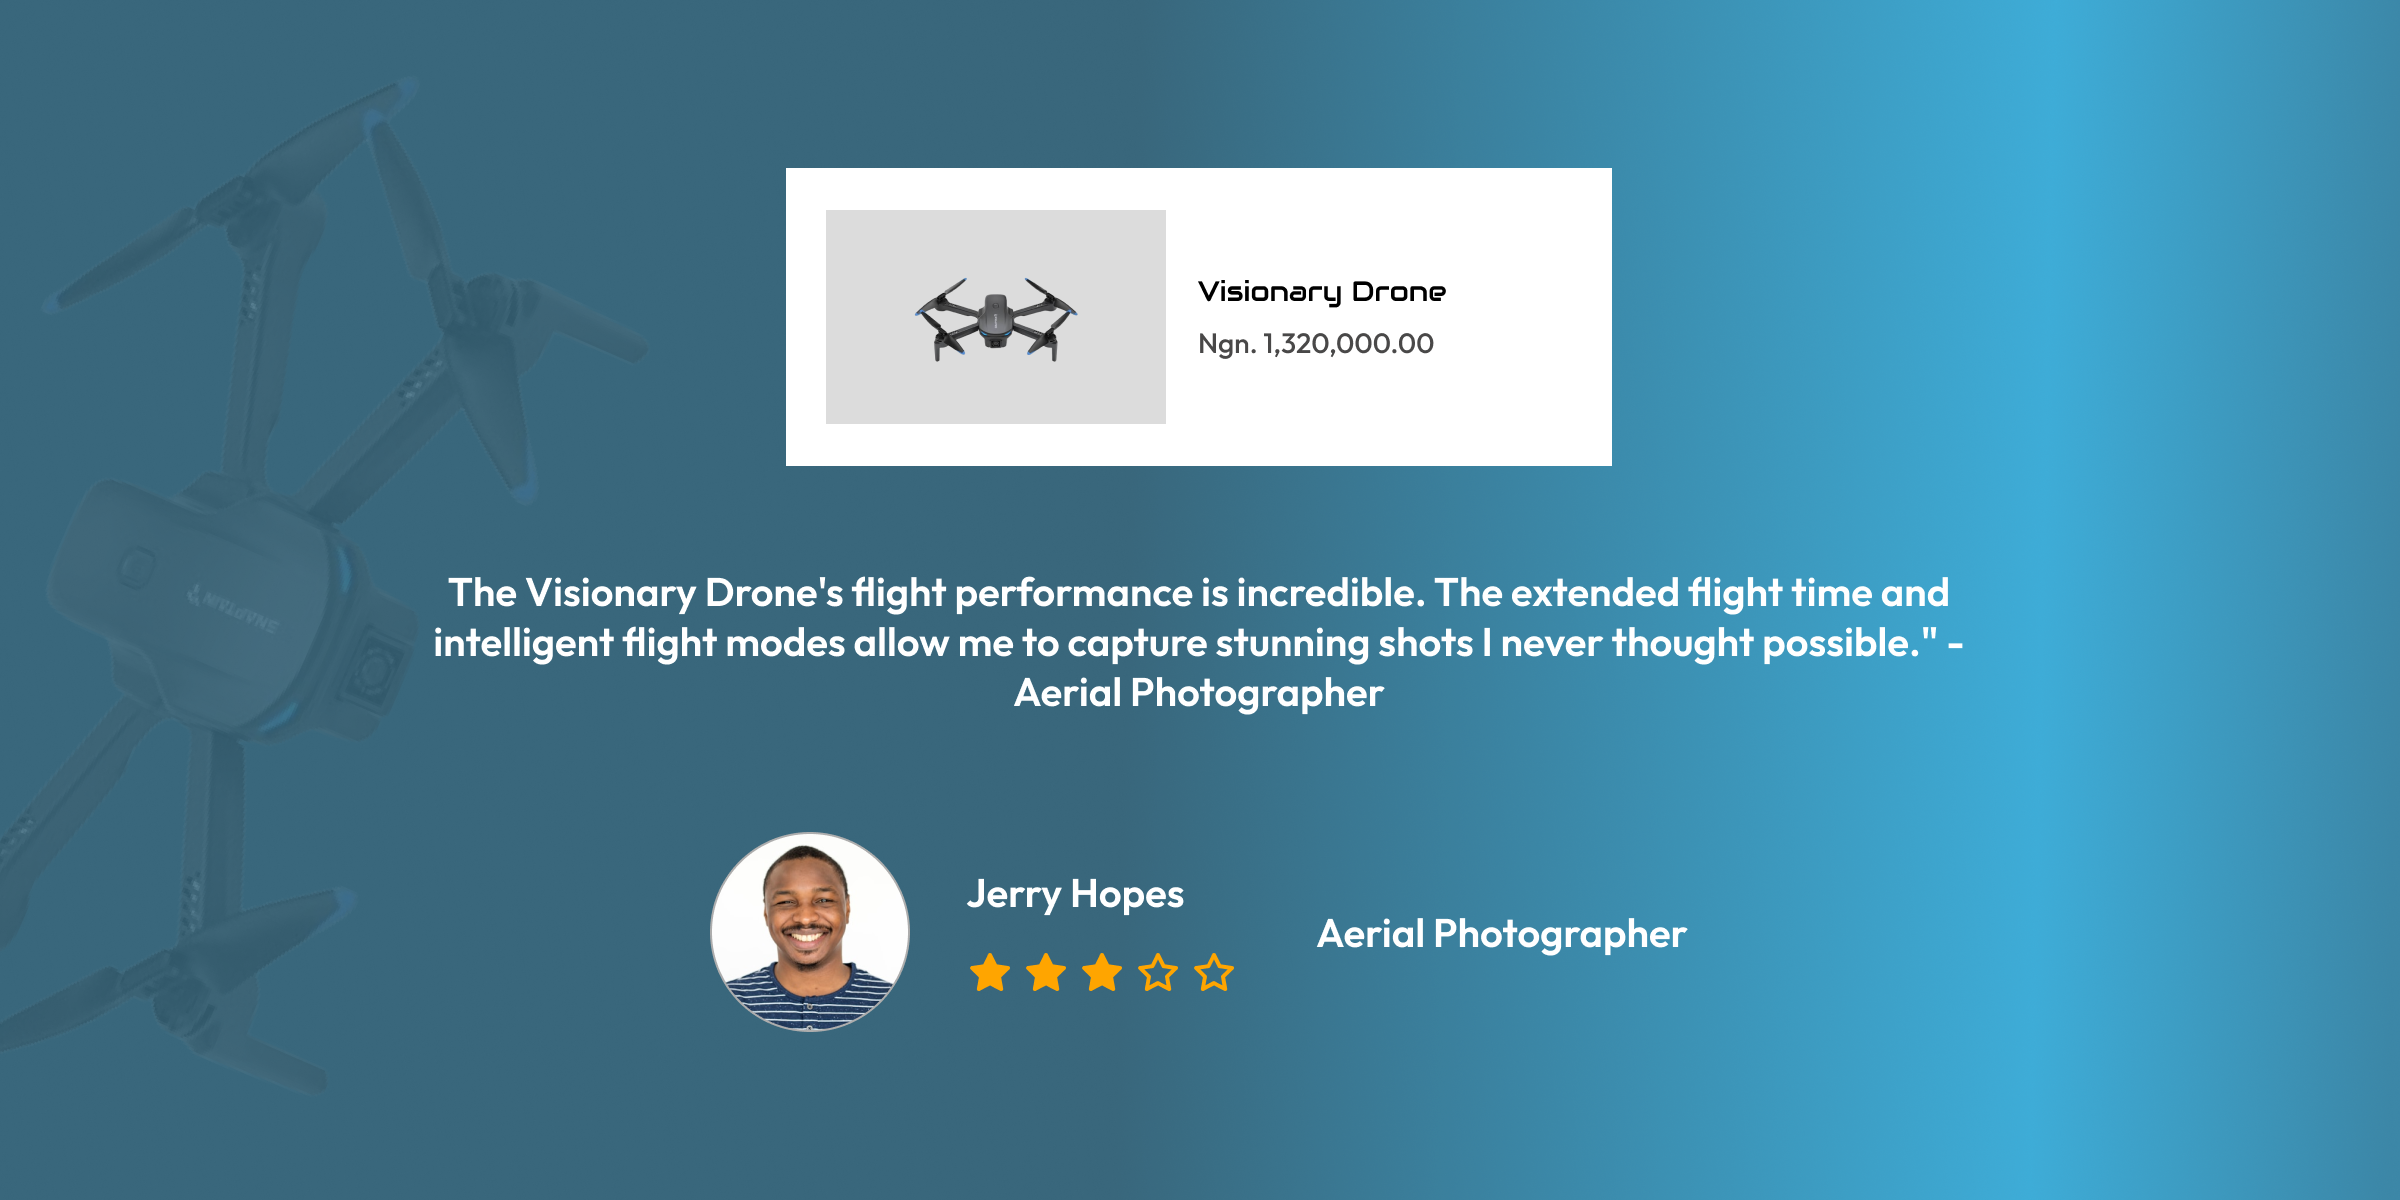 Visionary Drone
Ngn. 1,320,000.00
The Visionary Drone's flight performance is incredible. The extended flight time and
intelligent flight modes allow me to capture stunning shots I never thought possible." -
Aerial Photographer
Jerry Hopes
Aerial Photographer